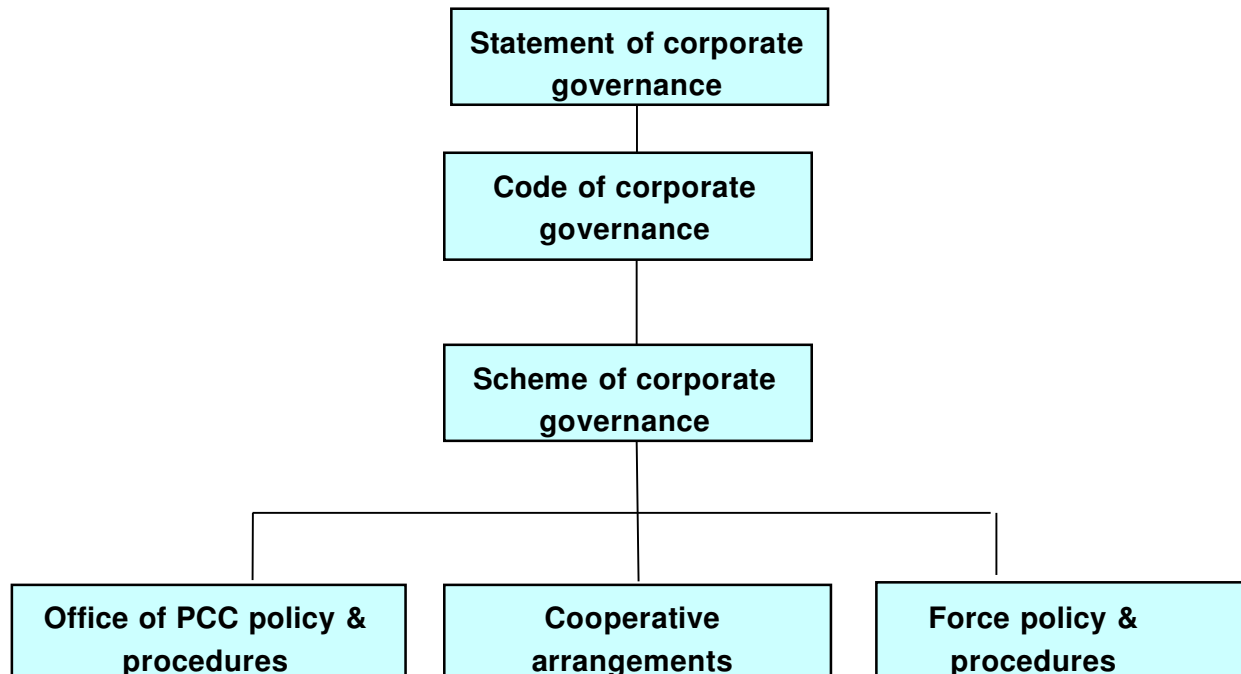 Statement of corporate
governance
Code of corporate
governance
Scheme of corporate
governance
Office of PCC policy &
procedures
Cooperative
arrangements
Force policy &
procedures